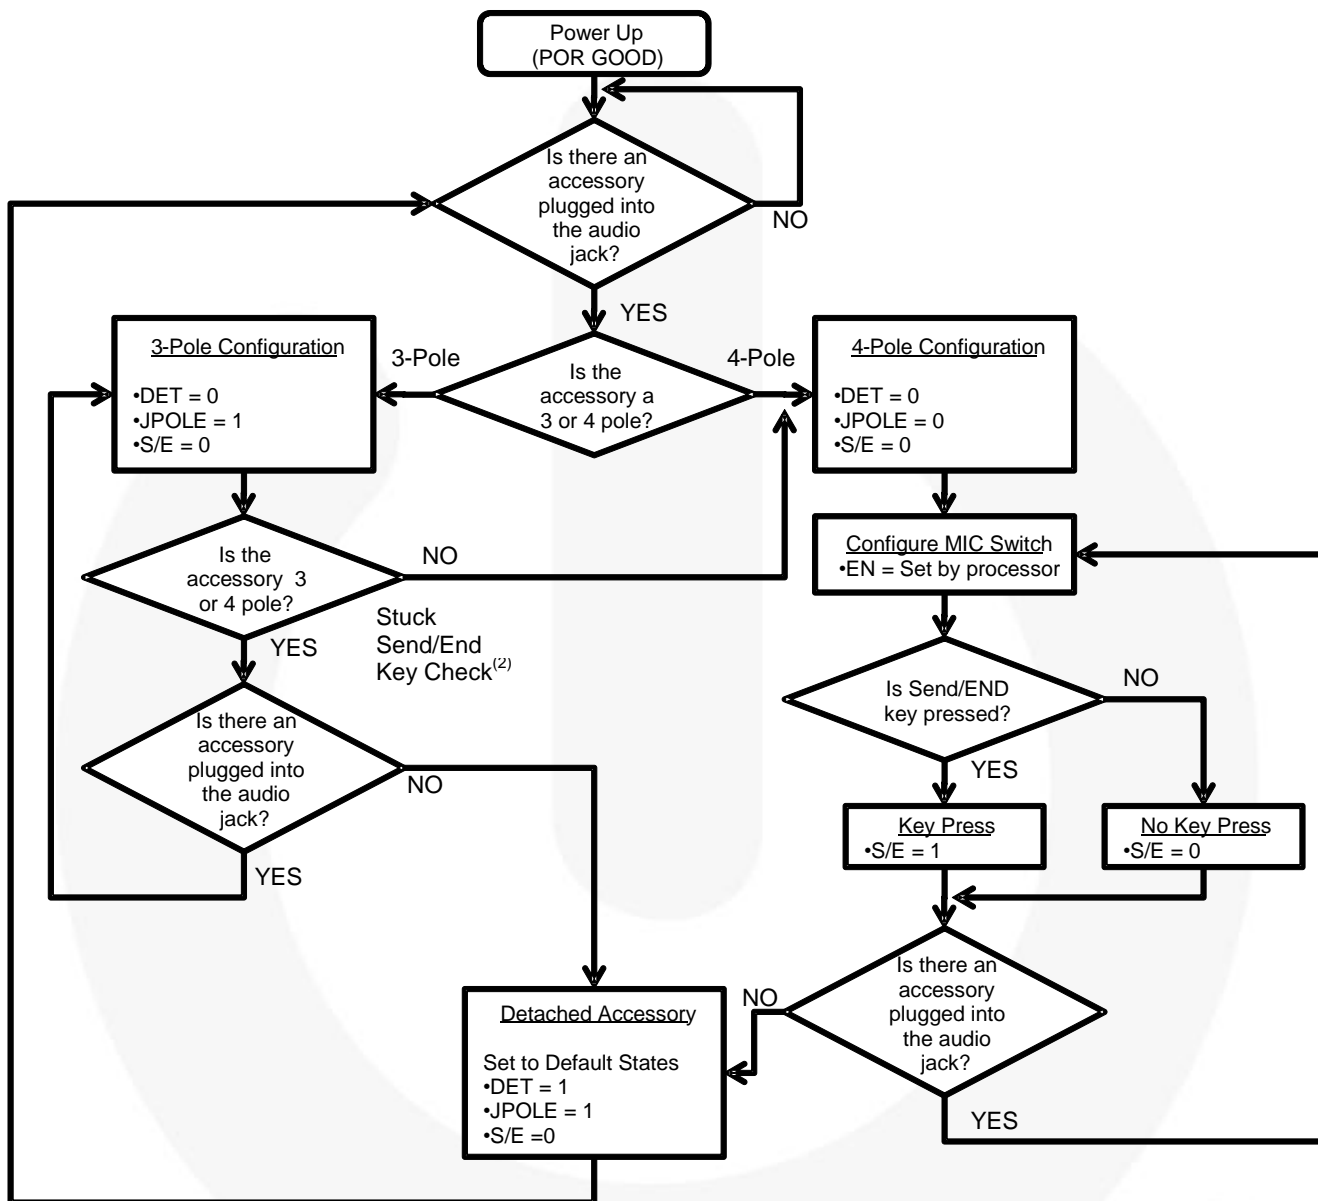 Power Up
(POR GOOD)
Is there an
accessory
plugged into
the audio
jack?
NO
YES
3-Pole Configuration
•DET = 0
•JPOLE = 1
•S/E = 0
3-Pole
Is the
accessory a
3 or 4 pole?
4-Pole
4-Pole Configuration
•DET = 0
•JPOLE = 0
•S/E = 0
Is the
accessory 3
or 4 pole?
NO
YES
Stuck
Send/End
Key Check(2)
Configure MIC Switch
•EN = Set by processor
Is Send/END
key pressed?
NO
YES
Is there an
accessory
plugged into
the audio
jack?
NO
YES
Key Press
•S/E = 1
No Key Press
•S/E = 0
Is there an
accessory
plugged into
the audio
jack?
NO
YES
Detached Accessory
Set to Default States
•DET = 1
•JPOLE = 1
•S/E =0